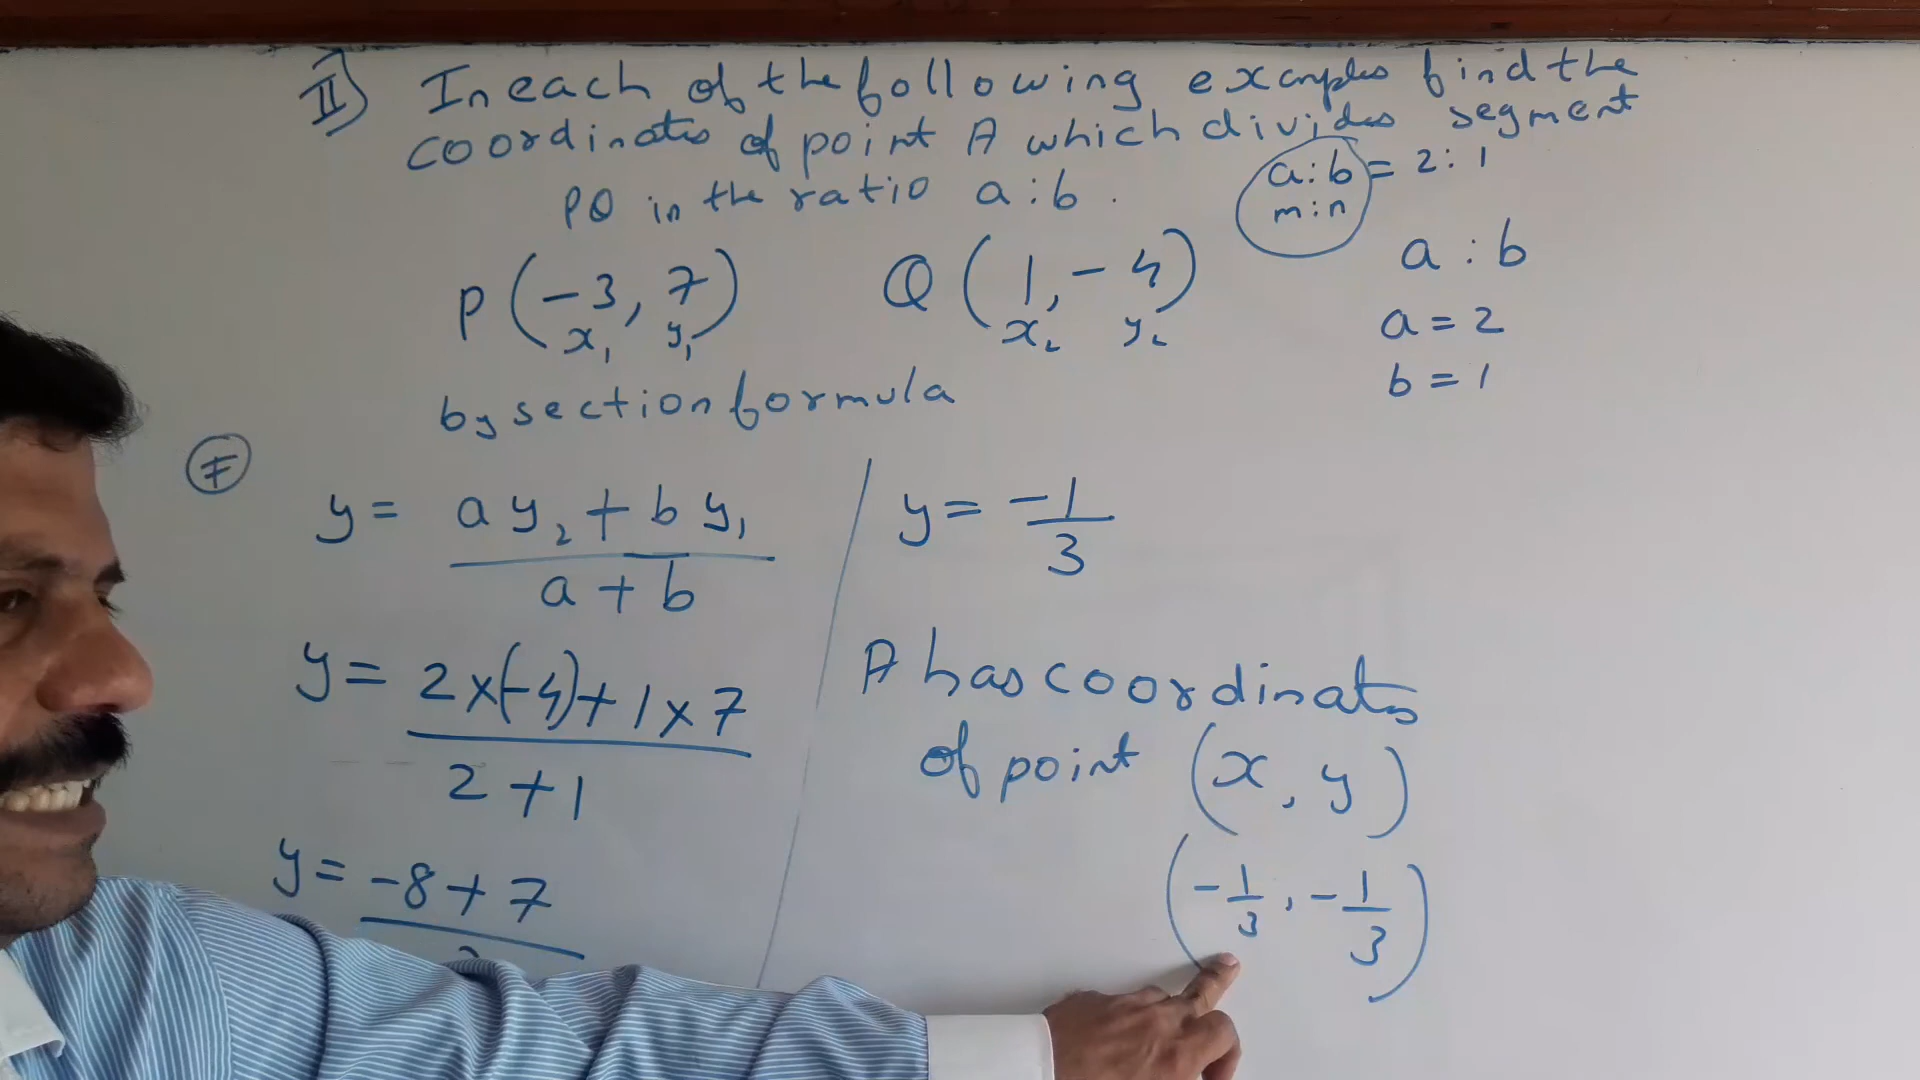 II) In each of the following examples find the
coordinates of point A which divides segment
PQ in the ratio a:b.
a:b = 2:1
m:n
P(-3, 7) Q(1, -4)
x₁ y₁ x₂ y₂
a : b
a = 2
b = 1
by section formula
F
y = ay₂ + by₁
a + b
y = 2×(-4)+1×7
2 + 1
y = -8+7
y = -1
3
A has coordinates
of point (x, y)
(-1/3, -1/3)